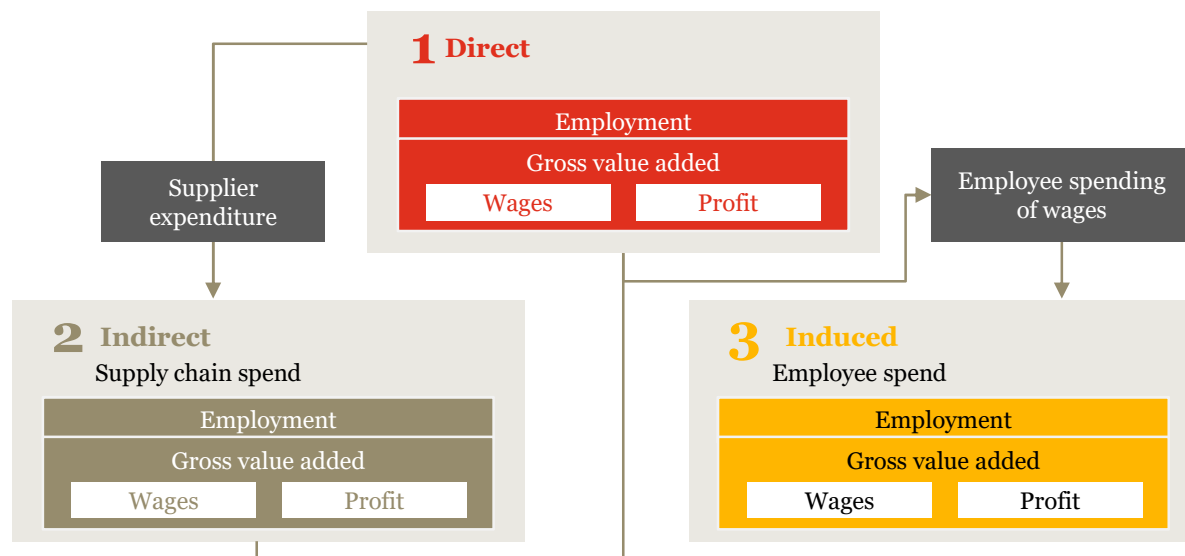 1 Direct
Employment
Gross value added
Wages
Profit
Supplier
expenditure
Employee spending
of wages
2 Indirect
Supply chain spend
Employment
Gross value added
Wages
Profit
3 Induced
Employee spend
Employment
Gross value added
Wages
Profit